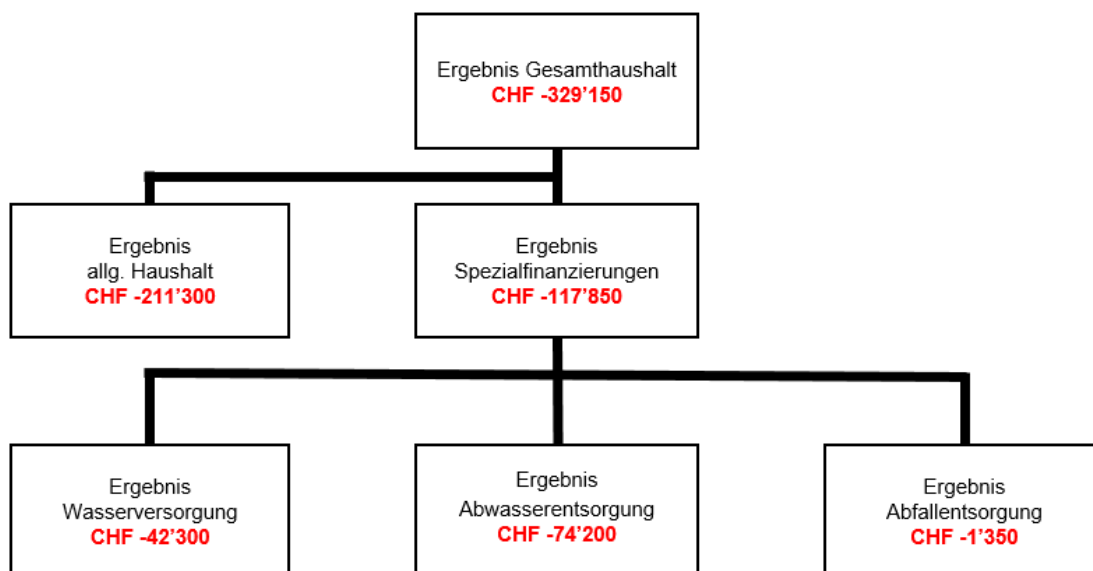 Ergebnis Gesamthaushalt
CHF -329’150
Ergebnis
allg. Haushalt
CHF -211’300
Ergebnis
Spezialfinanzierungen
CHF -117’850
Ergebnis
Wasserversorgung
CHF -42’300
Ergebnis
Abwasserentsorgung
CHF -74’200
Ergebnis
Abfallentsorgung
CHF -1’350